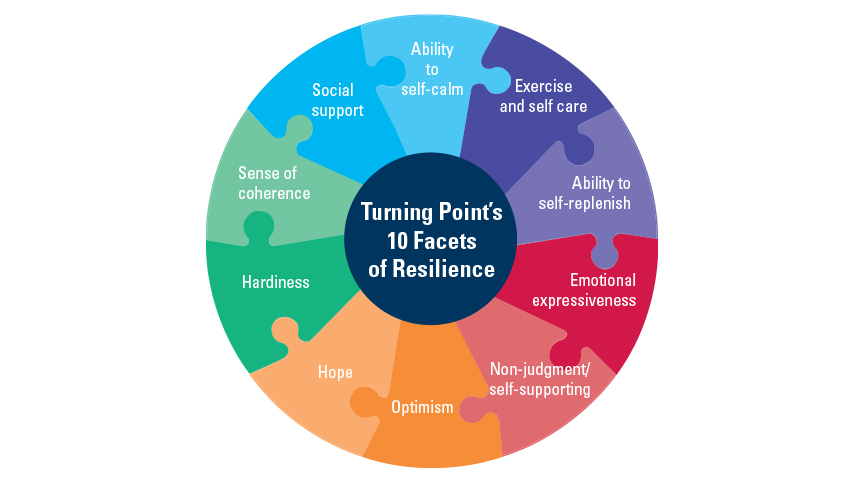 Turning Point's
10 Facets
of Resilience
Ability
to
self-calm
Exercise
and self care
Ability to
self-replenish
Emotional
expressiveness
Non-judgment/
self-supporting
Optimism
Hope
Hardiness
Sense of
coherence
Social
support